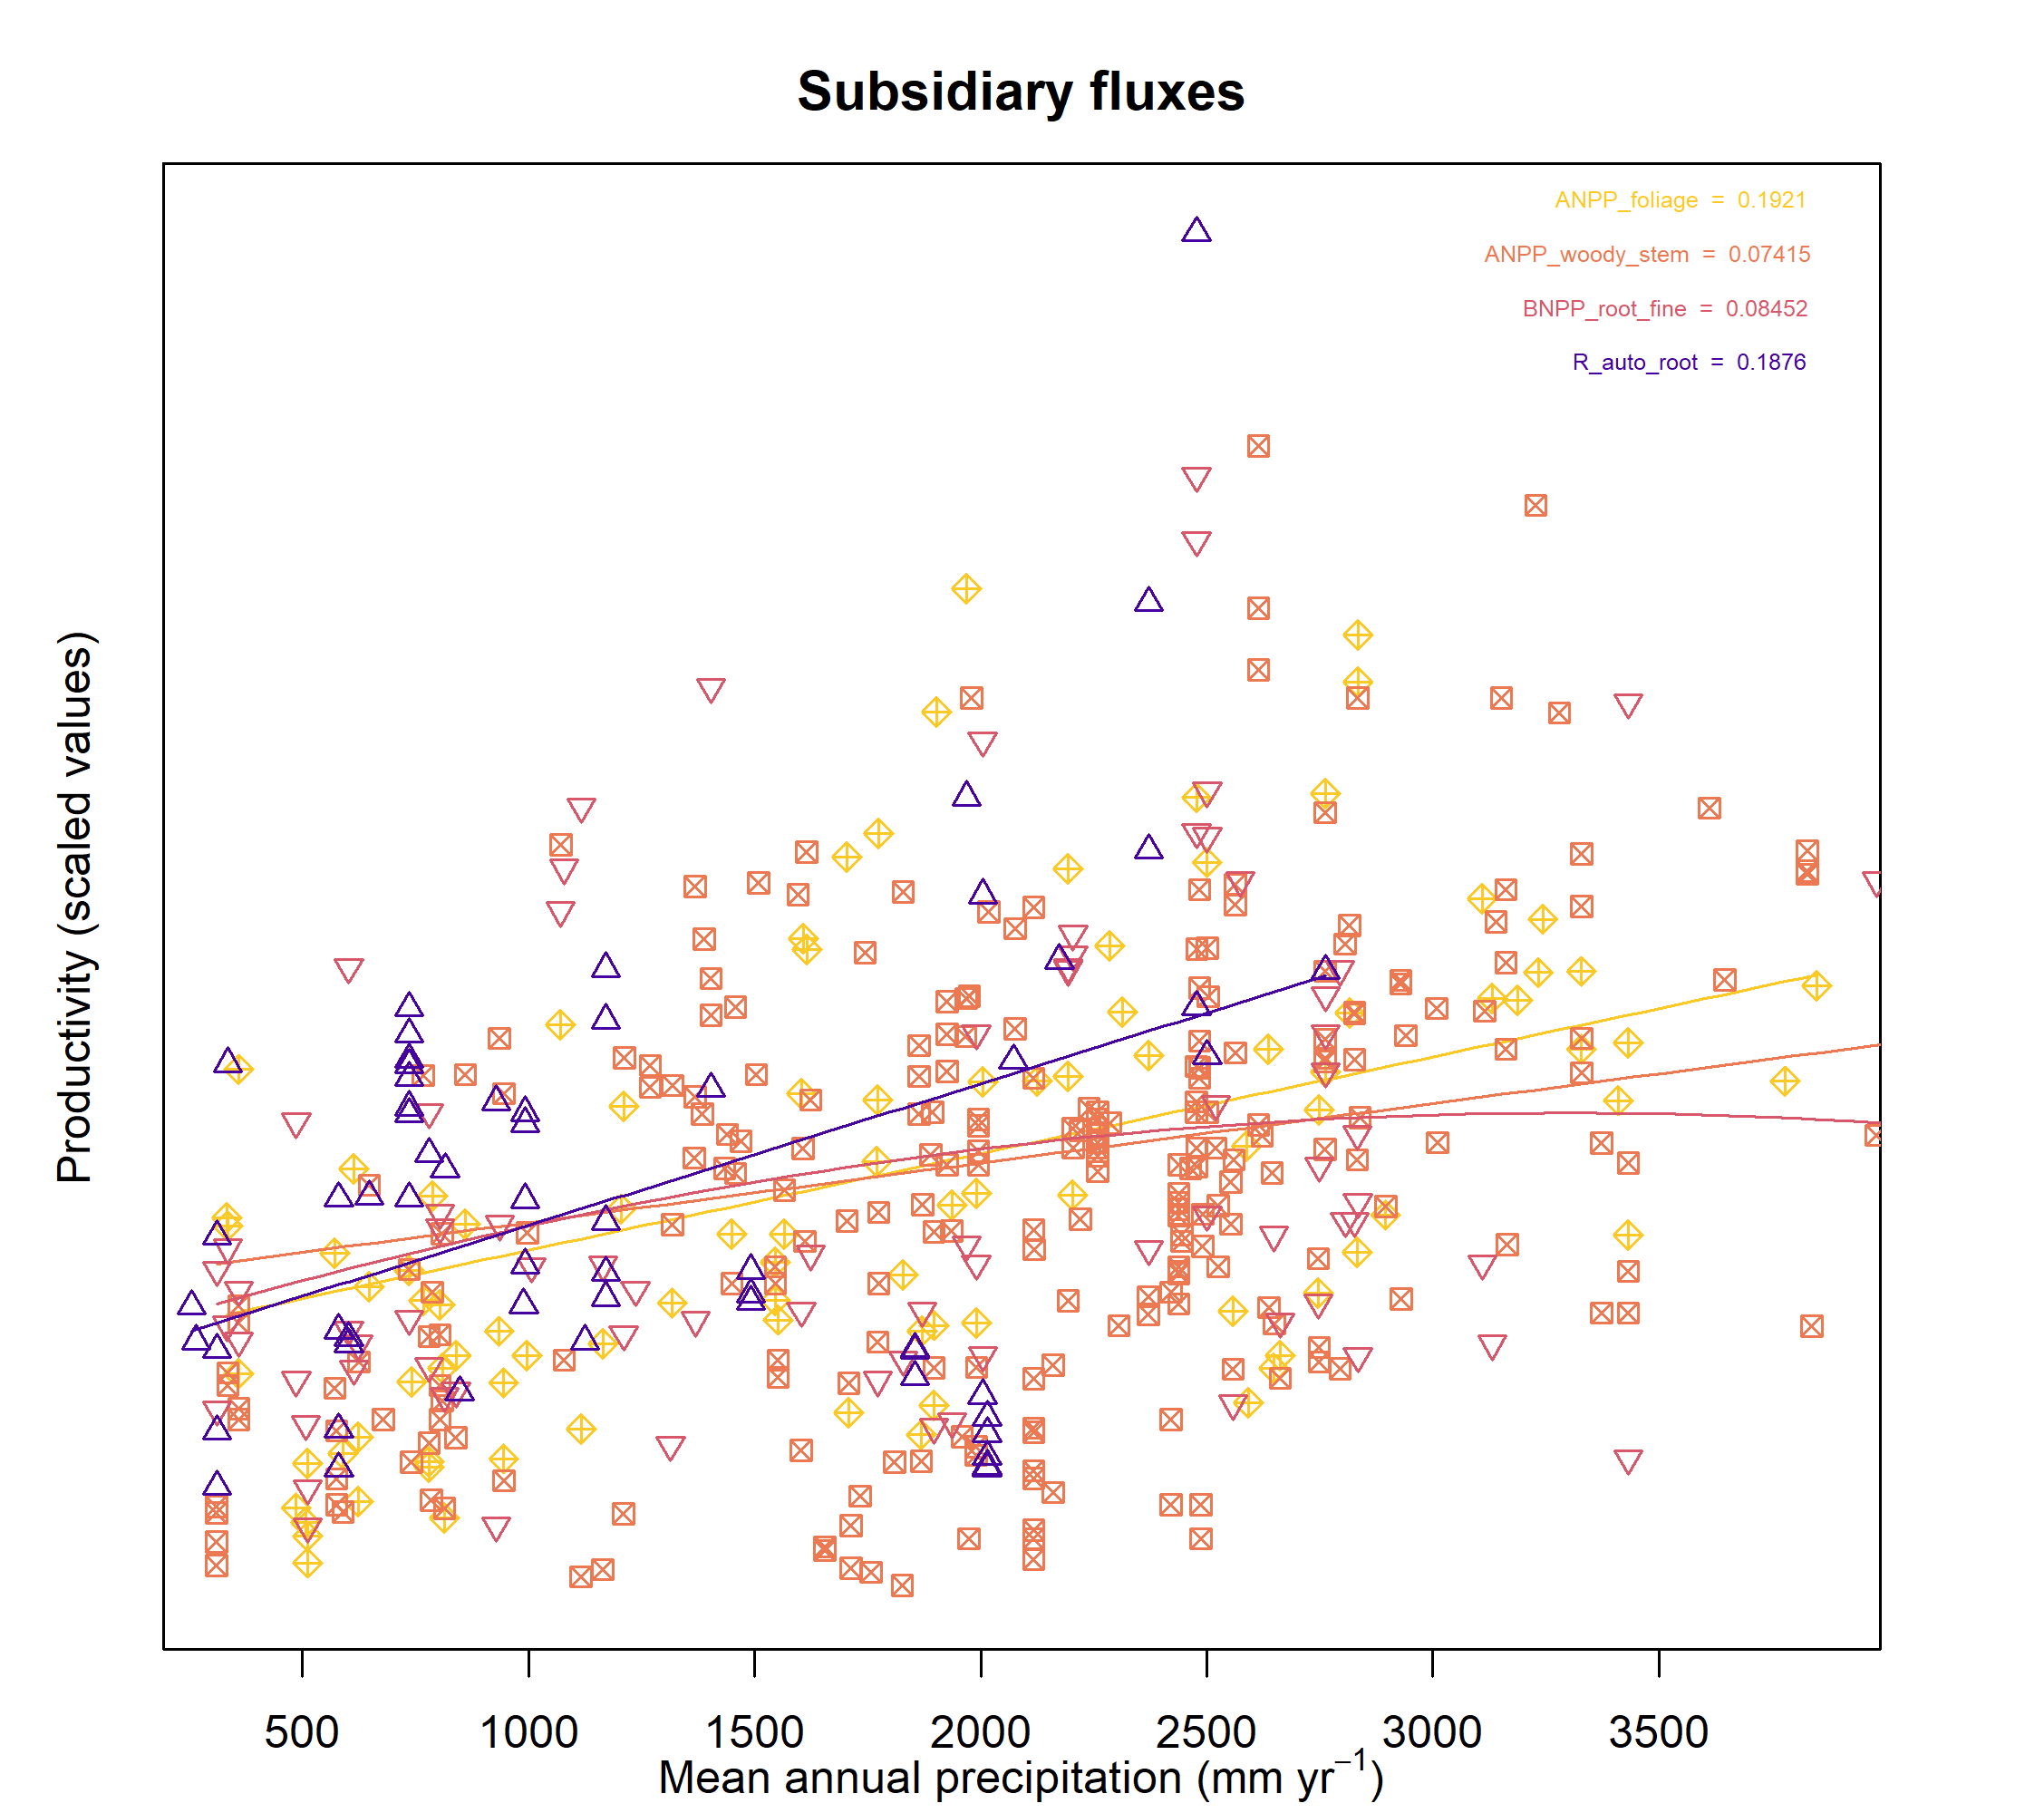 Subsidiary fluxes
ANPP_foliage = 0.1921
ANPP_woody_stem = 0.07415
BNPP_root_fine = 0.08452
R_auto_root = 0.1876
Productivity (scaled values)
500 1000 1500 2000 2500 3000 3500
Mean annual precipitation (mm yr⁻¹)